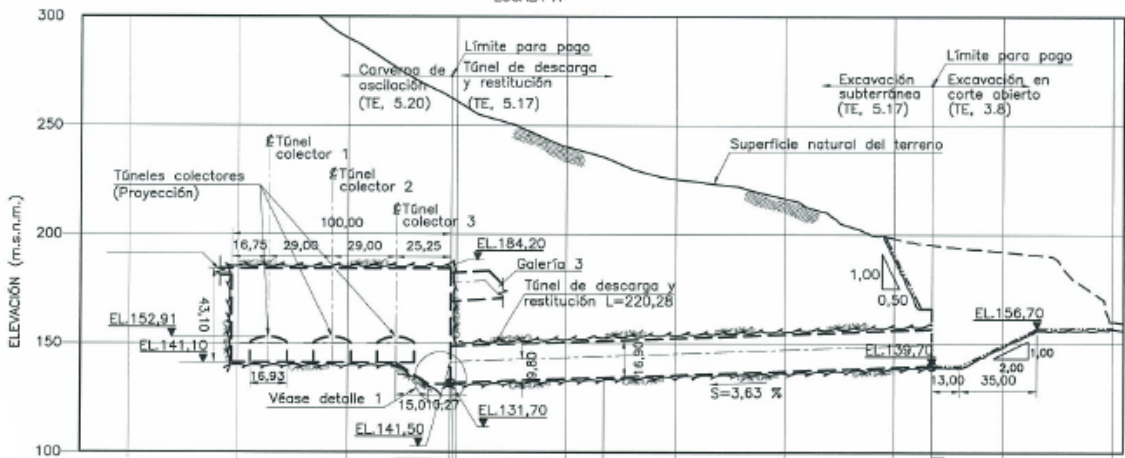 300
250
200
150
100
ELEVACIÓN (m.s.n.m.)
Caverna de
oscilación
(TE, 5.20)
Límite para pago
Túnel de descarga
y restitución
(TE, 5.17)
Excavación
subterránea
(TE, 5.17)
Límite para pago
Excavación en
corte abierto
(TE, 3.8)
Superficie natural del terreno
Túnel
colector 1
Túneles colectores
(Proyección)
Túnel
colector 2
Túnel
colector 3
100,00
16,75
29,00
29,00
25,25
EL.184,20
Galería 3
Túnel de descarga y
restitución L=220,28
1,00
0,50
43,10
EL.152,91
EL.141,10
16,93
Véase detalle 1
EL.141,50
EL.131,70
9,80
16,90
S=3,63 %
EL.139,70
EL.156,70
13,00
35,00
1,00
2,00